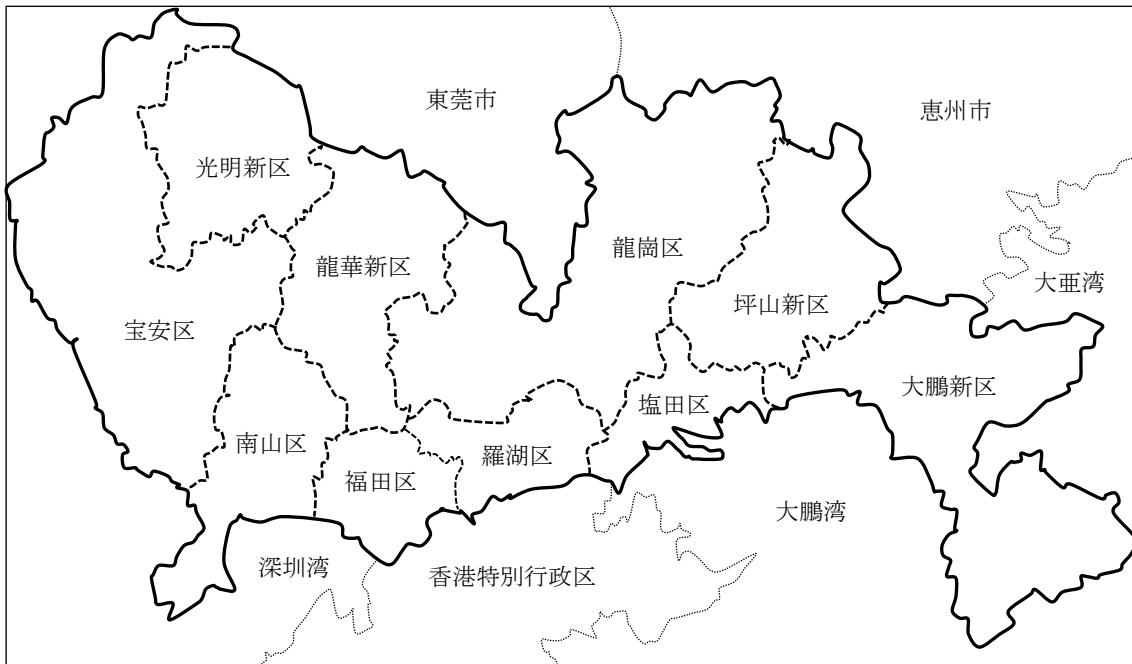 東莞市
恵州市
光明新区
龍華新区
龍崗区
大亜湾
坪山新区
宝安区
大鵬新区
塩田区
南山区
羅湖区
福田区
大鵬湾
深圳湾
香港特別行政区